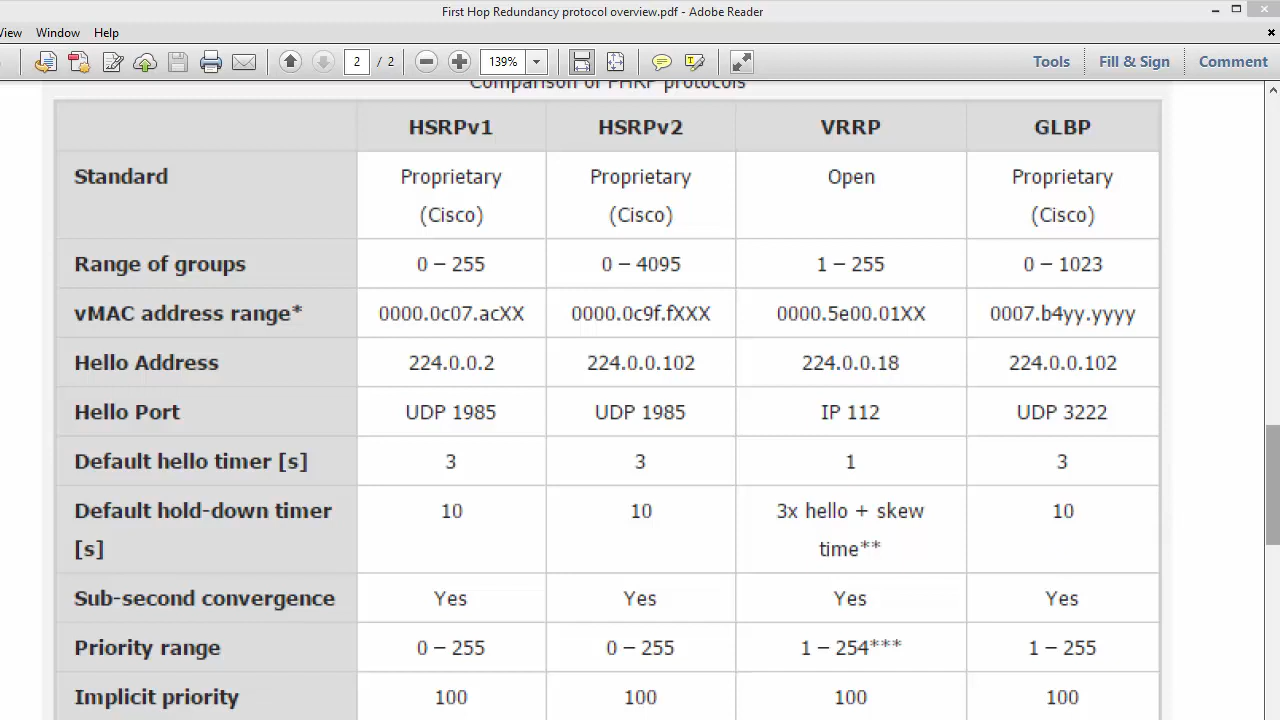 First Hop Redundancy protocol overview.pdf - Adobe Reader
View Window Help
2 / 2 139% Tools Fill & Sign Comment
Comparison of FHRP protocols
HSRPv1 HSRPv2 VRRP GLBP
Standard Proprietary Proprietary Open Proprietary
(Cisco) (Cisco) (Cisco)
Range of groups 0 – 255 0 – 4095 1 – 255 0 – 1023
vMAC address range* 0000.0c07.acXX 0000.0c9f.fXXX 0000.5e00.01XX 0007.b4yy.yyyy
Hello Address 224.0.0.2 224.0.0.102 224.0.0.18 224.0.0.102
Hello Port UDP 1985 UDP 1985 IP 112 UDP 3222
Default hello timer [s] 3 3 1 3
Default hold-down timer 10 10 3x hello + skew 10
[s] time**
Sub-second convergence Yes Yes Yes Yes
Priority range 0 – 255 0 – 255 1 – 254*** 1 – 255
Implicit priority 100 100 100 100